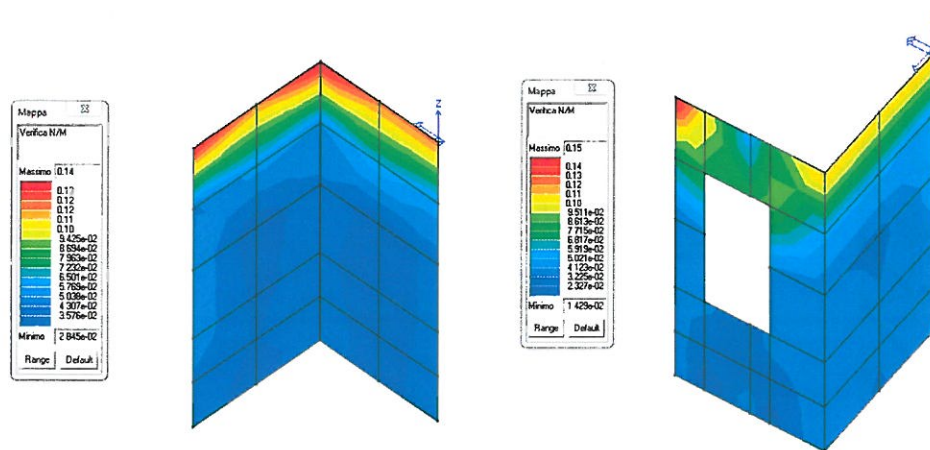 Mappa
Verifica N/M
Massimo 0.14
0.13
0.12
0.12
0.11
0.10
9.425e-02
8.694e-02
7.963e-02
7.232e-02
6.501e-02
5.769e-02
5.038e-02
4.307e-02
3.576e-02
Minimo 2.845e-02
Range Default
Z
Mappa
Verifica N/M
Massimo 0.15
0.14
0.13
0.12
0.11
0.10
9.511e-02
8.613e-02
7.715e-02
6.817e-02
5.919e-02
5.021e-02
4.123e-02
3.225e-02
2.327e-02
Minimo 1.429e-02
Range Default